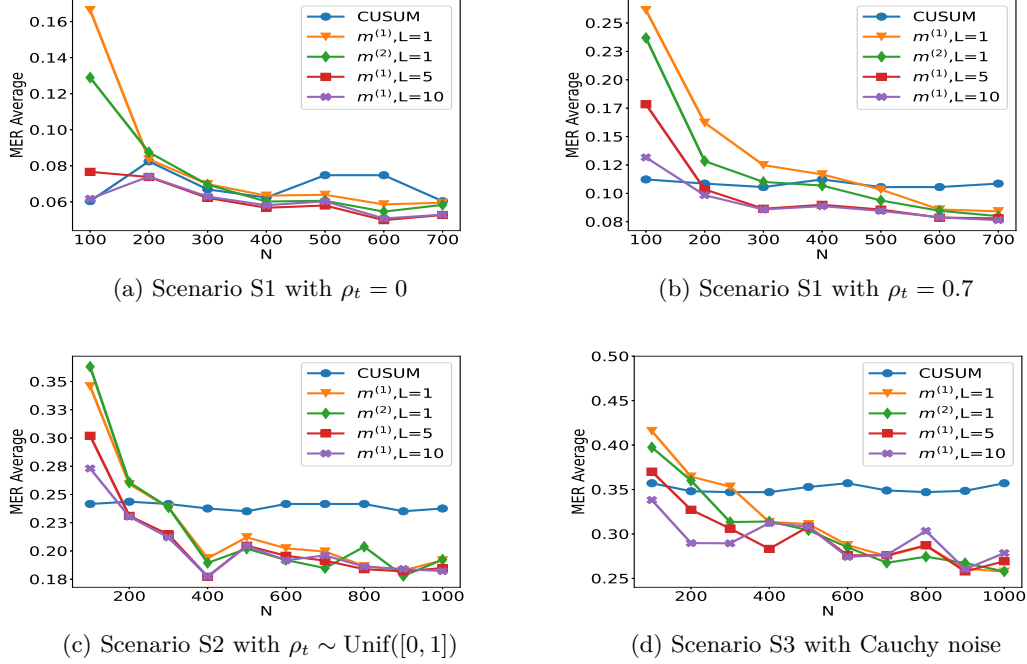 0.16
0.14
0.12
0.10
0.08
0.06
MER Average
CUSUM
m⁽¹⁾,L=1
m⁽²⁾,L=1
m⁽¹⁾,L=5
m⁽¹⁾,L=10
100 200 300 400 500 600 700
N
(a) Scenario S1 with ρₜ = 0
0.25
0.23
0.20
0.17
0.15
0.12
0.10
0.08
MER Average
CUSUM
m⁽¹⁾,L=1
m⁽²⁾,L=1
m⁽¹⁾,L=5
m⁽¹⁾,L=10
100 200 300 400 500 600 700
N
(b) Scenario S1 with ρₜ = 0.7
0.35
0.33
0.30
0.28
0.25
0.23
0.20
0.18
MER Average
CUSUM
m⁽¹⁾,L=1
m⁽²⁾,L=1
m⁽¹⁾,L=5
m⁽¹⁾,L=10
200 400 600 800 1000
N
(c) Scenario S2 with ρₜ ∼ Unif([0, 1])
0.50
0.45
0.40
0.35
0.30
0.25
MER Average
CUSUM
m⁽¹⁾,L=1
m⁽²⁾,L=1
m⁽¹⁾,L=5
m⁽¹⁾,L=10
200 400 600 800 1000
N
(d) Scenario S3 with Cauchy noise